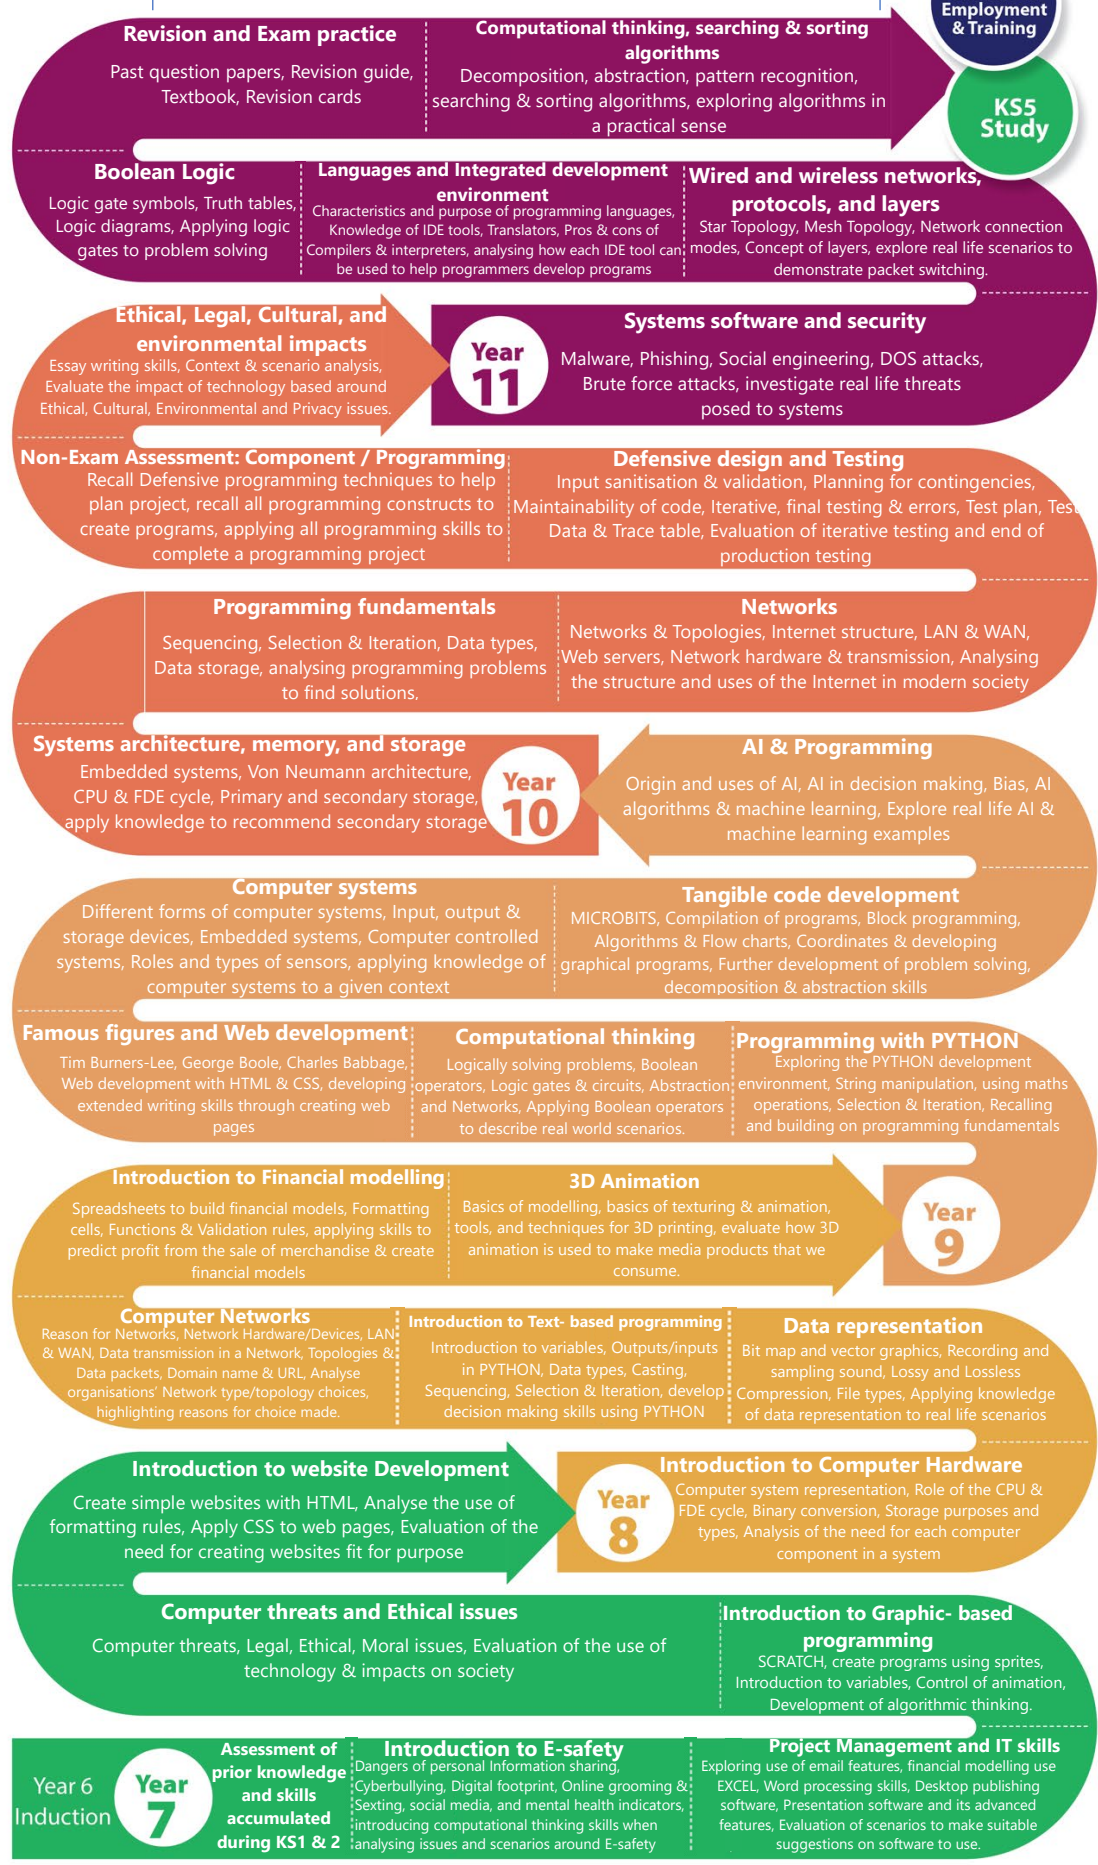 Employment
& Training
KS5
Study
Revision and Exam practice
Past question papers, Revision guide,
Textbook, Revision cards
Computational thinking, searching & sorting
algorithms
Decomposition, abstraction, pattern recognition,
searching & sorting algorithms, exploring algorithms in
a practical sense
Boolean Logic
Logic gate symbols, Truth tables,
Logic diagrams, Applying logic
gates to problem solving
Languages and Integrated development
environment
Characteristics and purpose of programming languages,
Knowledge of IDE tools, Translators, Pros & cons of
Compilers & interpreters, analysing how each IDE tool can
be used to help programmers develop programs
Wired and wireless networks,
protocols, and layers
Star Topology, Mesh Topology, Network connection
modes, Concept of layers, explore real life scenarios to
demonstrate packet switching.
Ethical, Legal, Cultural, and
environmental impacts
Essay writing skills, Context & scenario analysis,
Evaluate the impact of technology based around
Ethical, Cultural, Environmental and Privacy issues.
Year
11
Systems software and security
Malware, Phishing, Social engineering, DOS attacks,
Brute force attacks, investigate real life threats
posed to systems
Non-Exam Assessment: Component / Programming
Recall Defensive programming techniques to help
plan project, recall all programming constructs to
create programs, applying all programming skills to
complete a programming project
Defensive design and Testing
Input sanitisation & validation, Planning for contingencies,
Maintainability of code, Iterative, final testing & errors, Test plan, Test
Data & Trace table, Evaluation of iterative testing and end of
production testing
Programming fundamentals
Sequencing, Selection & Iteration, Data types,
Data storage, analysing programming problems
to find solutions.
Networks
Networks & Topologies, Internet structure, LAN & WAN,
Web servers, Network hardware & transmission, Analysing
the structure and uses of the Internet in modern society
Systems architecture, memory, and storage
Embedded systems, Von Neumann architecture,
CPU & FDE cycle, Primary and secondary storage,
apply knowledge to recommend secondary storage
Year
10
AI & Programming
Origin and uses of AI, AI in decision making, Bias, AI
algorithms & machine learning, Explore real life AI &
machine learning examples
Computer systems
Different forms of computer systems, Input, output &
storage devices, Embedded systems, Computer controlled
systems, Roles and types of sensors, applying knowledge of
computer systems to a given context
Tangible code development
MICROBITS, Compilation of programs, Block programming,
Algorithms & Flow charts, Coordinates & developing
graphical programs, Further development of problem solving,
decomposition & abstraction skills
Famous figures and Web development
Tim Burners-Lee, George Boole, Charles Babbage,
Web development with HTML & CSS, developing
extended writing skills through creating web
pages
Computational thinking
Logically solving problems, Boolean
operators, Logic gates & circuits, Abstraction
and Networks, Applying Boolean operators
to describe real world scenarios.
Programming with PYTHON
Exploring the PYTHON development
environment, String manipulation, using maths
operations, Selection & Iteration, Recalling
and building on programming fundamentals
Introduction to Financial modelling
Spreadsheets to build financial models, Formatting
cells, Functions & Validation rules, applying skills to
predict profit from the sale of merchandise & create
financial models
3D Animation
Basics of modelling, basics of texturing & animation,
tools, and techniques for 3D printing, evaluate how 3D
animation is used to make media products that we
consume.
Year
9
Computer Networks
Reason for Networks, Network Hardware/Devices, LAN
& WAN, Data transmission in a Network, Topologies &
Data packets, Domain name & URL, Analyse
organisations' Network type/topology choices,
highlighting reasons for choice made.
Introduction to Text- based programming
Introduction to variables, Outputs/inputs
in PYTHON, Data types, Casting,
Sequencing, Selection & Iteration, develop
decision making skills using PYTHON
Data representation
Bit map and vector graphics, Recording and
sampling sound, Lossy and Lossless
Compression, File types, Applying knowledge
of data representation to real life scenarios
Introduction to website Development
Create simple websites with HTML, Analyse the use of
formatting rules, Apply CSS to web pages, Evaluation of the
need for creating websites fit for purpose
Year
8
Introduction to Computer Hardware
Computer system representation, Role of the CPU &
FDE cycle, Binary conversion, Storage purposes and
types, Analysis of the need for each computer
component in a system
Computer threats and Ethical issues
Computer threats, Legal, Ethical, Moral issues, Evaluation of the use of
technology & impacts on society
Introduction to Graphic- based
programming
SCRATCH, create programs using sprites,
Introduction to variables, Control of animation,
Development of algorithmic thinking.
Year 6
Induction
Year
7
Assessment of
prior knowledge
and skills
accumulated
during KS1 & 2
Introduction to E-safety
Dangers of personal Information sharing,
Cyberbullying, Digital footprint, Online grooming &
Sexting, social media, and mental health indicators,
introducing computational thinking skills when
analysing issues and scenarios around E-safety
Project Management and IT skills
Exploring use of email features, financial modelling use
EXCEL, Word processing skills, Desktop publishing
software, Presentation software and its advanced
features, Evaluation of scenarios to make suitable
suggestions on software to use.